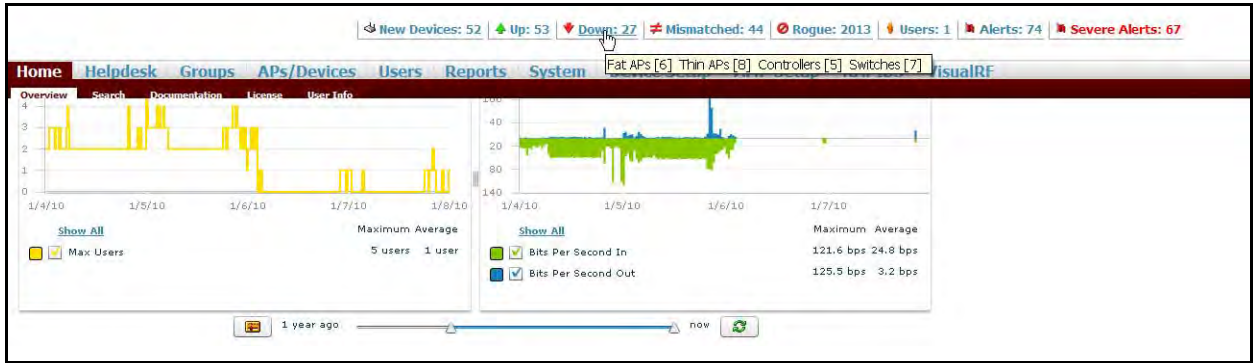 New Devices: 52 Up: 53 Down: 27 Mismatched: 44 Rogue: 2013 Users: 1 Alerts: 74 Severe Alerts: 67
Fat APs [6] Thin APs [8] Controllers [5] Switches [7]
Home Helpdesk Groups APs/Devices Users Reports System VisualRF
Overview Search Documentation License User Info
4
3
2
1
0
1/4/10 1/5/10 1/6/10 1/7/10 1/8/10
100
40
20
80
140
1/4/10 1/5/10 1/6/10 1/7/10
Show All Maximum Average
Max Users 5 users 1 user
Show All Maximum Average
Bits Per Second In 121.6 bps 24.8 bps
Bits Per Second Out 125.5 bps 3.2 bps
1 year ago now